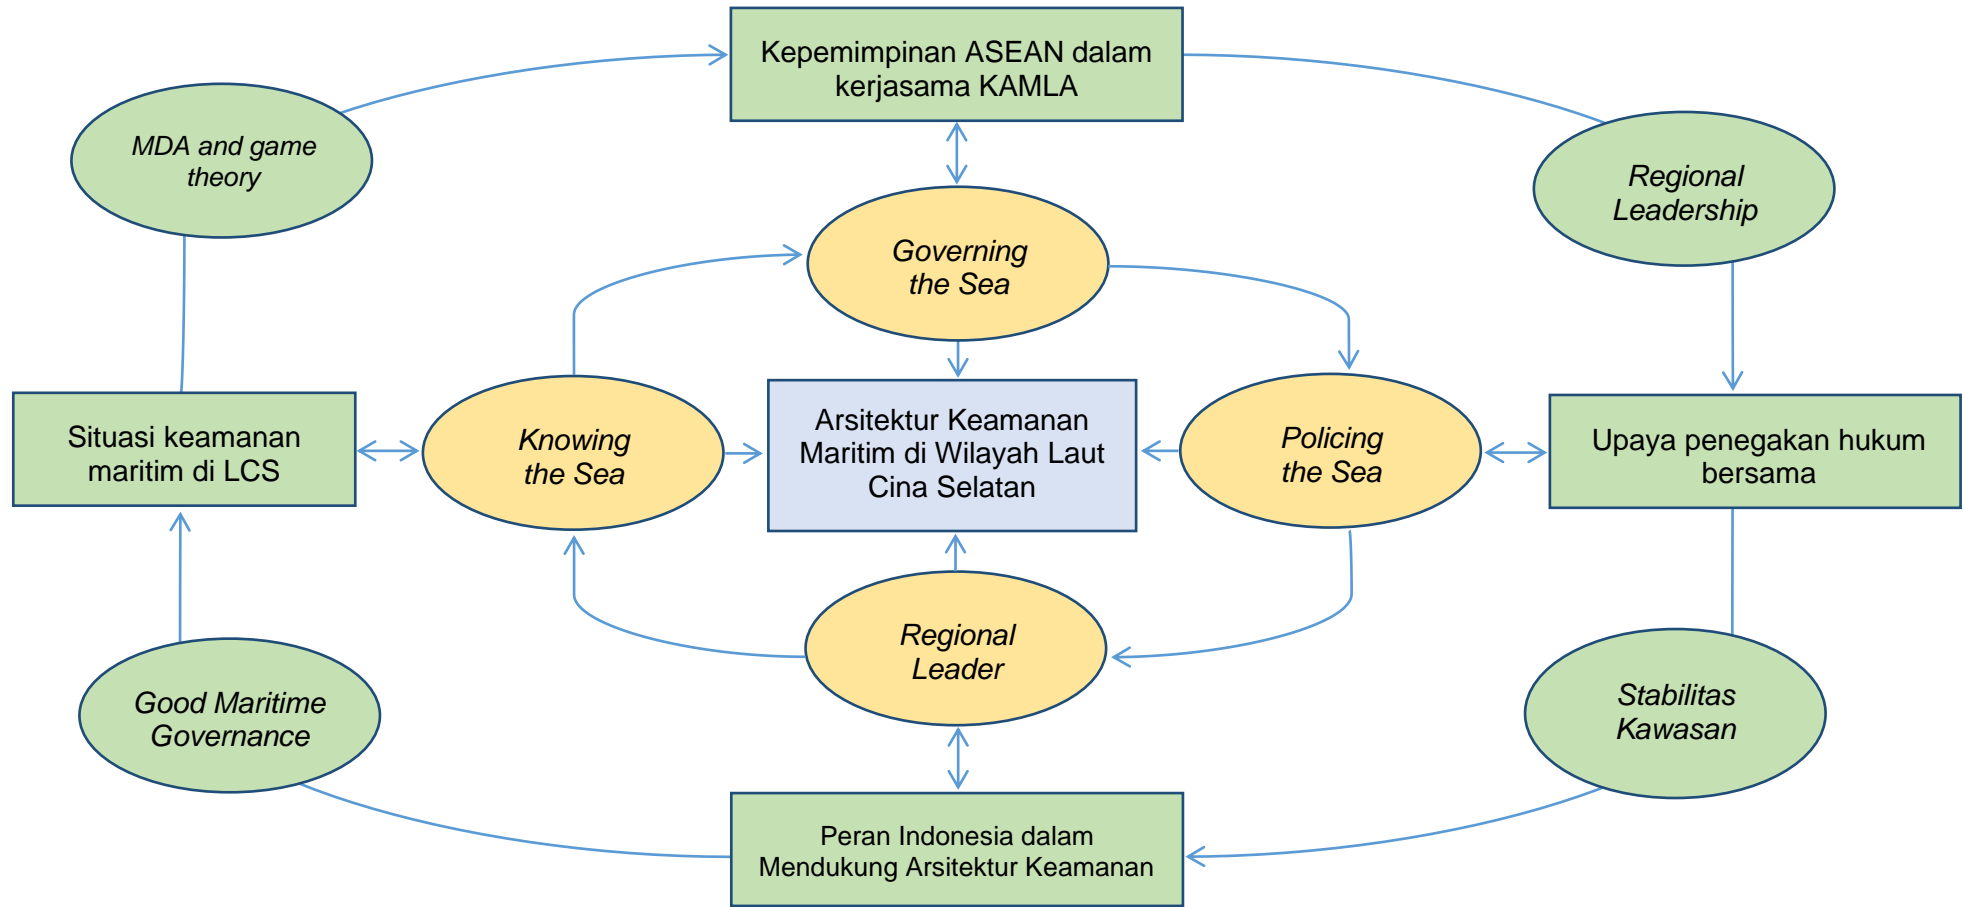 Kepemimpinan ASEAN dalam
kerjasama KAMLA
MDA and game
theory
Regional
Leadership
Governing
the Sea
Situasi keamanan
maritim di LCS
Knowing
the Sea
Arsitektur Keamanan
Maritim di Wilayah Laut
Cina Selatan
Policing
the Sea
Upaya penegakan hukum
bersama
Regional
Leader
Good Maritime
Governance
Stabilitas
Kawasan
Peran Indonesia dalam
Mendukung Arsitektur Keamanan